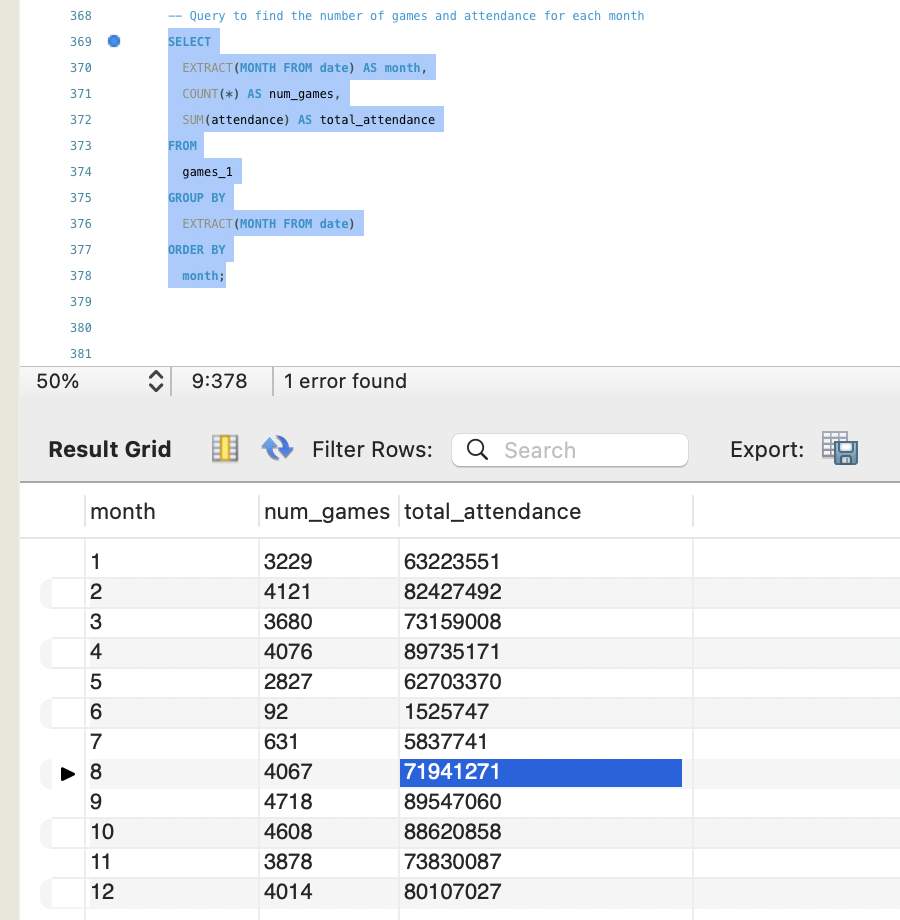 368 -- Query to find the number of games and attendance for each month
369 SELECT
370 EXTRACT(MONTH FROM date) AS month,
371 COUNT(*) AS num_games,
372 SUM(attendance) AS total_attendance
373 FROM
374 games_1
375 GROUP BY
376 EXTRACT(MONTH FROM date)
377 ORDER BY
378 month;
379
380
381
50% 9:378 1 error found
Result Grid Filter Rows: Search Export:
month num_games total_attendance
1 3229 63223551
2 4121 82427492
3 3680 73159008
4 4076 89735171
5 2827 62703370
6 92 1525747
7 631 5837741
8 4067 71941271
9 4718 89547060
10 4608 88620858
11 3878 73830087
12 4014 80107027